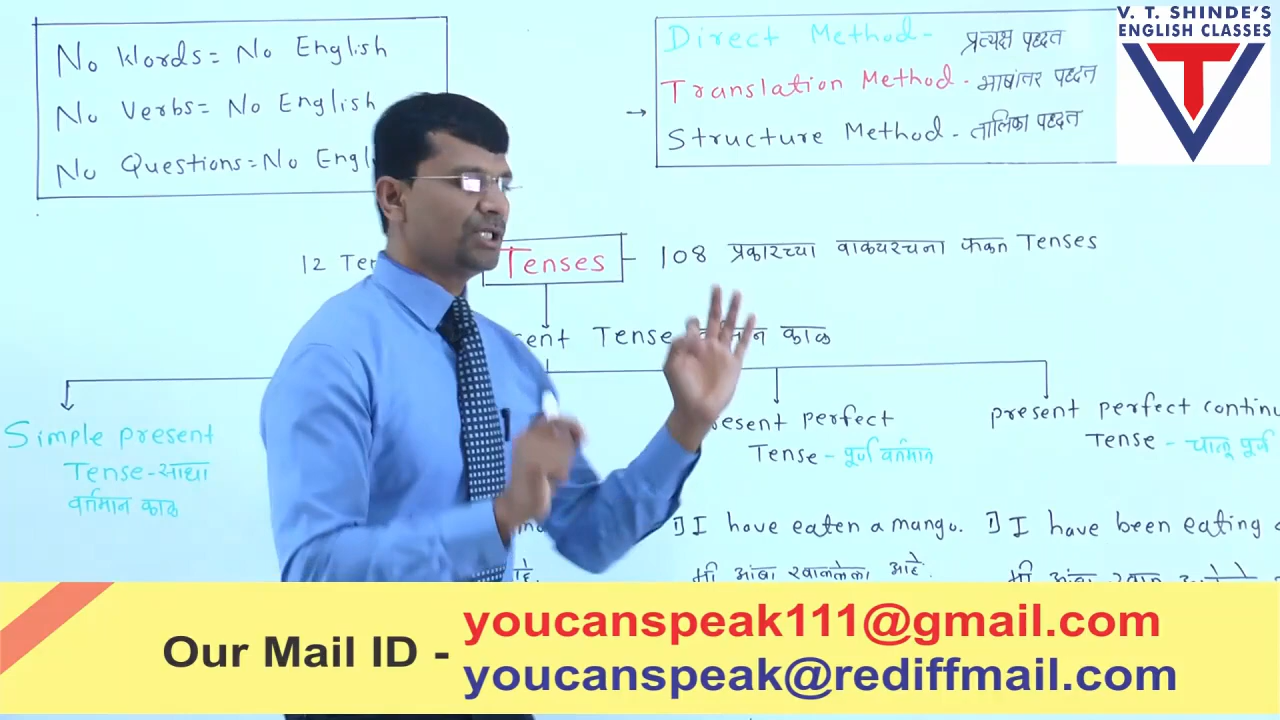 No Words = No English
No Verbs = No English
No Questions = No Engl
Direct Method - प्रत्यक्ष पद्धत
Translation Method - भाषांतर पद्धत
→ Structure Method - तालिका पद्धत
V. T. SHINDE'S
ENGLISH CLASSES
12 Ten
Tenses - 108 प्रकारच्या वाक्यरचना फक्त Tenses
sent Tense - वर्तमान काळ
Simple present
Tense - साधा
वर्तमान काळ
resent perfect
Tense - पूर्ण वर्तमान
present perfect continu
Tense - चालू पूर्ण
1) I have eaten a mango.
मी आंबा खाल्लेला आहे.
1) I have been eating a
मी आंबा खात
Our Mail ID - youcanspeak111@gmail.com
youcanspeak@rediffmail.com